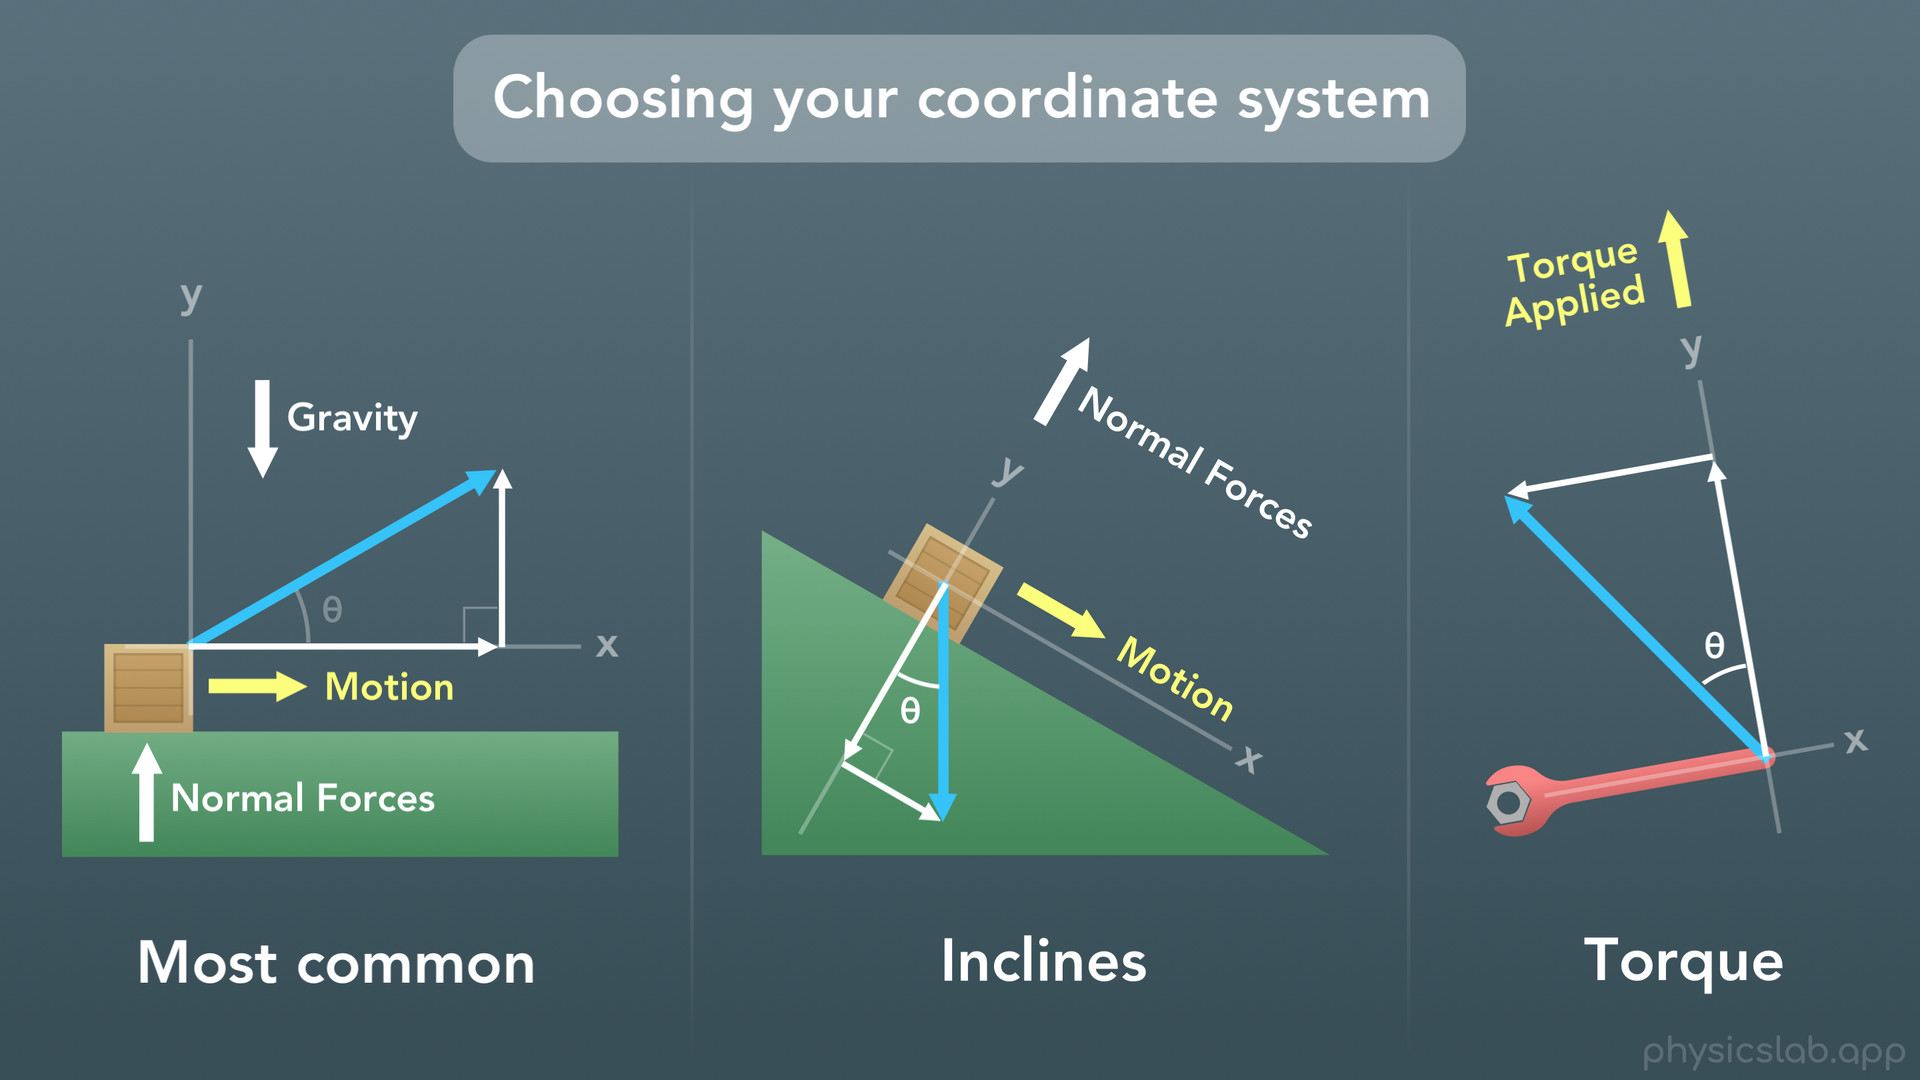 Choosing your coordinate system
y
Gravity
θ
x
Motion
Normal Forces
Most common
Normal Forces
y
Motion
θ
x
Inclines
Torque
Applied
y
θ
x
Torque
physicslab.app